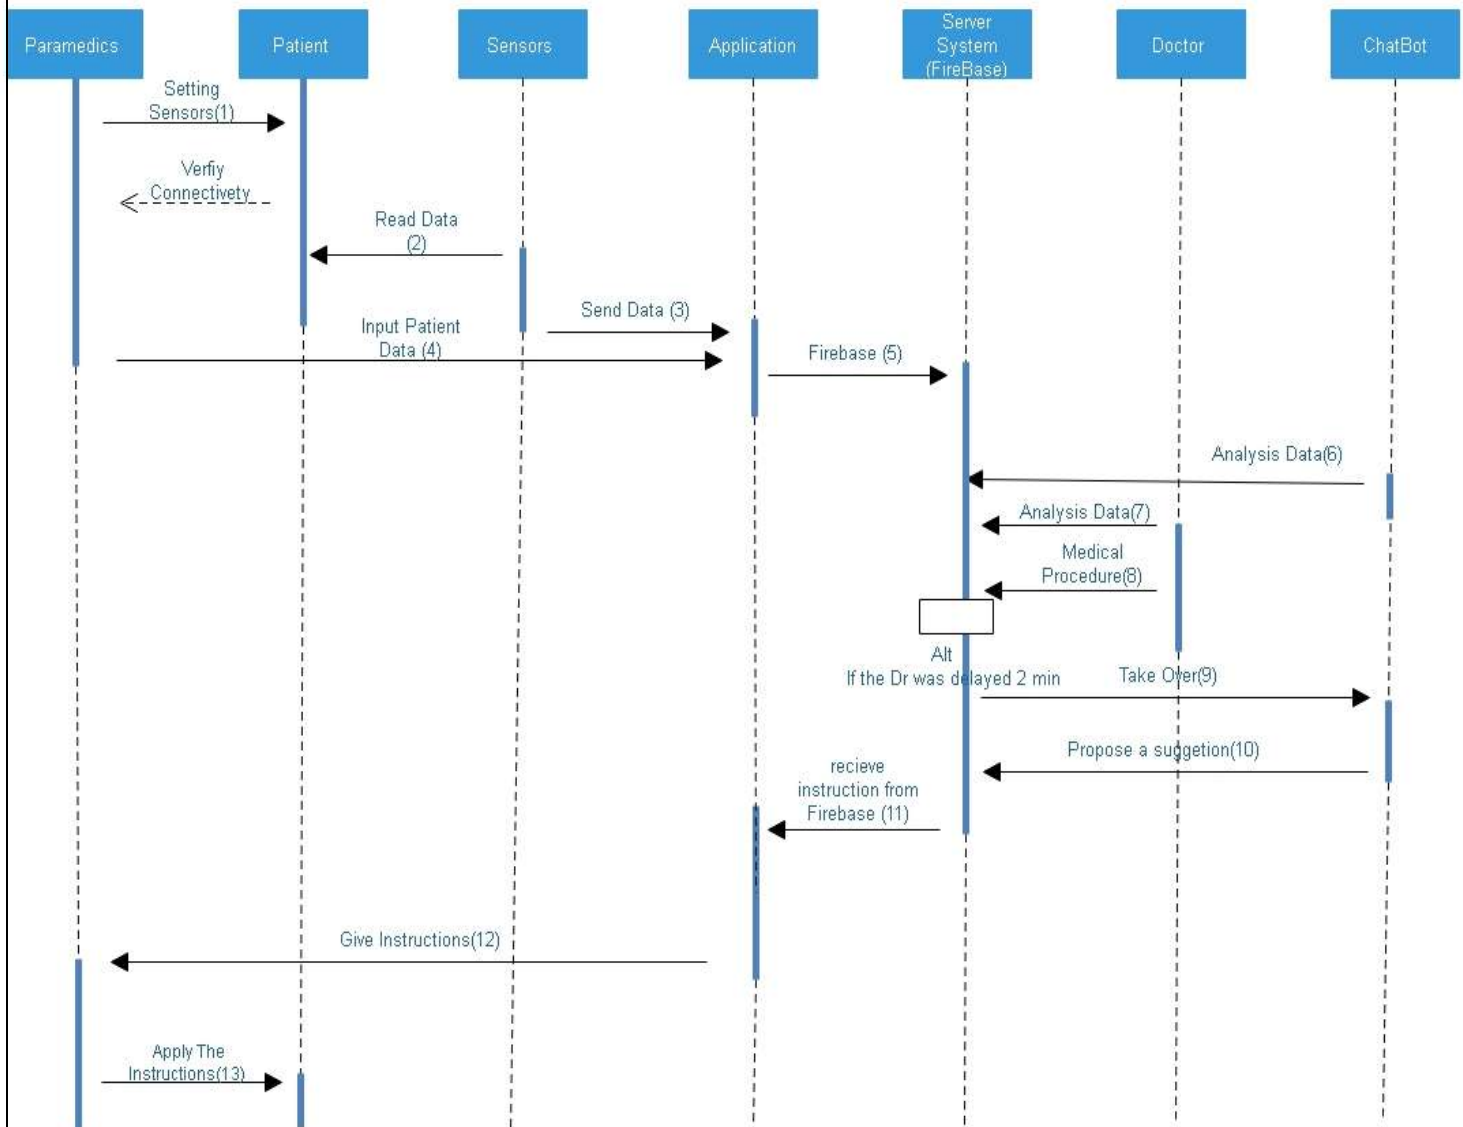 Paramedics
Patient
Sensors
Application
Server
System
(FireBase)
Doctor
ChatBot
Setting
Sensors(1)
Verfiy
Connectivety
Read Data
(2)
Send Data (3)
Input Patient
Data (4)
Firebase (5)
Analysis Data(6)
Analysis Data(7)
Medical
Procedure(8)
Alt
If the Dr was delayed 2 min
Take Over(9)
Propose a suggetion(10)
recieve
instruction from
Firebase (11)
Give Instructions(12)
Apply The
Instructions(13)